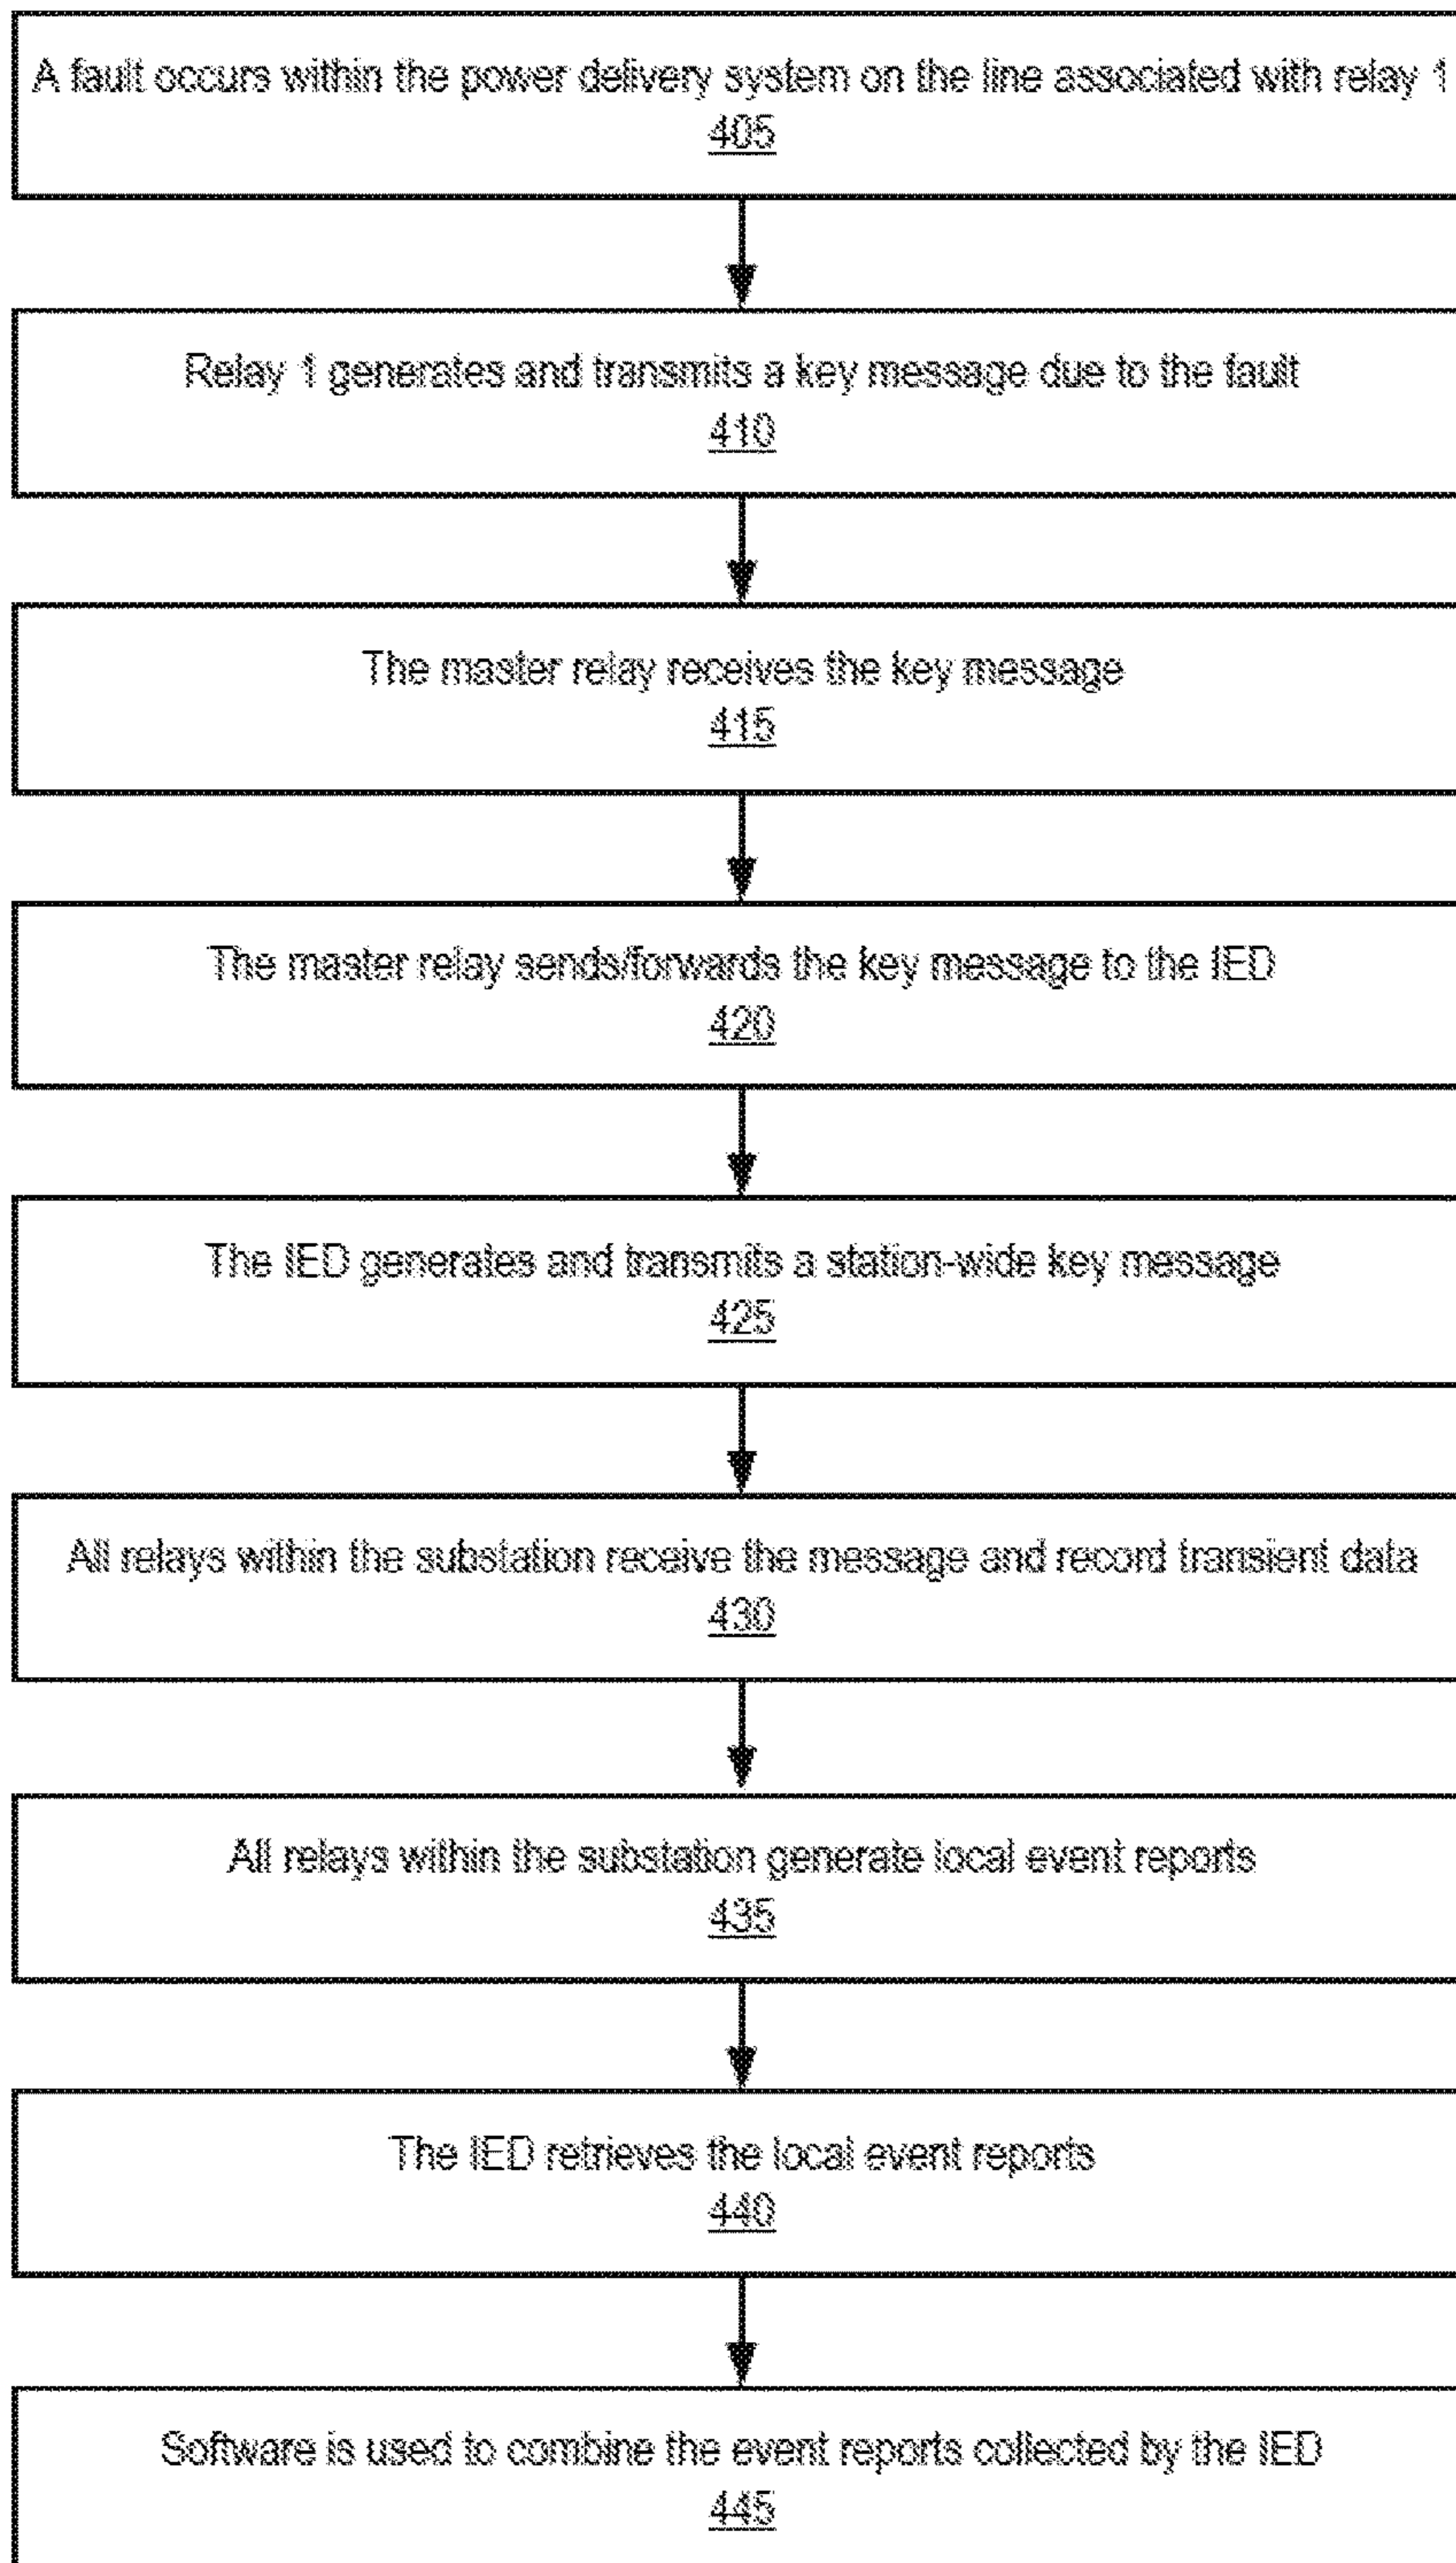 A fault occurs within the power delivery system on the line associated with relay 1
405
Relay 1 generates and transmits a key message due to the fault
410
The master relay receives the key message
415
The master relay sends/forwards the key message to the IED
420
The IED generates and transmits a station-wide key message
425
All relays within the substation receive the message and record transient data
430
All relays within the substation generate local event reports
435
The IED retrieves the local event reports
440
Software is used to combine the event reports collected by the IED
445